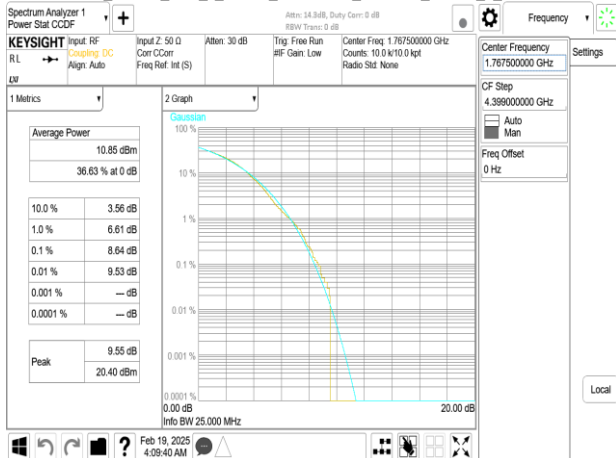 Spectrum Analyzer 1
Power Stat CCDF
Attn: 14.3dB, Duty Corr: 0 dB
RBW Trans: 0 dB
Frequency
KEYSIGHT
RL
LXI
Input: RF
Coupling: DC
Align: Auto
Input Z: 50 Ω
Corr CCorr
Freq Ref: Int (S)
Atten: 30 dB
Trig: Free Run
#IF Gain: Low
Center Freq: 1.767500000 GHz
Counts: 10.0 k/10.0 kpt
Radio Std: None
Center Frequency
1.767500000 GHz
Settings
CF Step
4.399000000 GHz
Auto
Man
Freq Offset
0 Hz
1 Metrics
2 Graph
Average Power
10.85 dBm
36.63 % at 0 dB
10.0 % 3.56 dB
1.0 % 6.61 dB
0.1 % 8.64 dB
0.01 % 9.53 dB
0.001 % --- dB
0.0001 % --- dB
Peak
9.55 dB
20.40 dBm
Gaussian
100 %
10 %
1 %
0.1 %
0.01 %
0.001 %
0.0001 %
0.00 dB 20.00 dB
Info BW 25.000 MHz
Local
?
Feb 19, 2025
4:09:40 AM